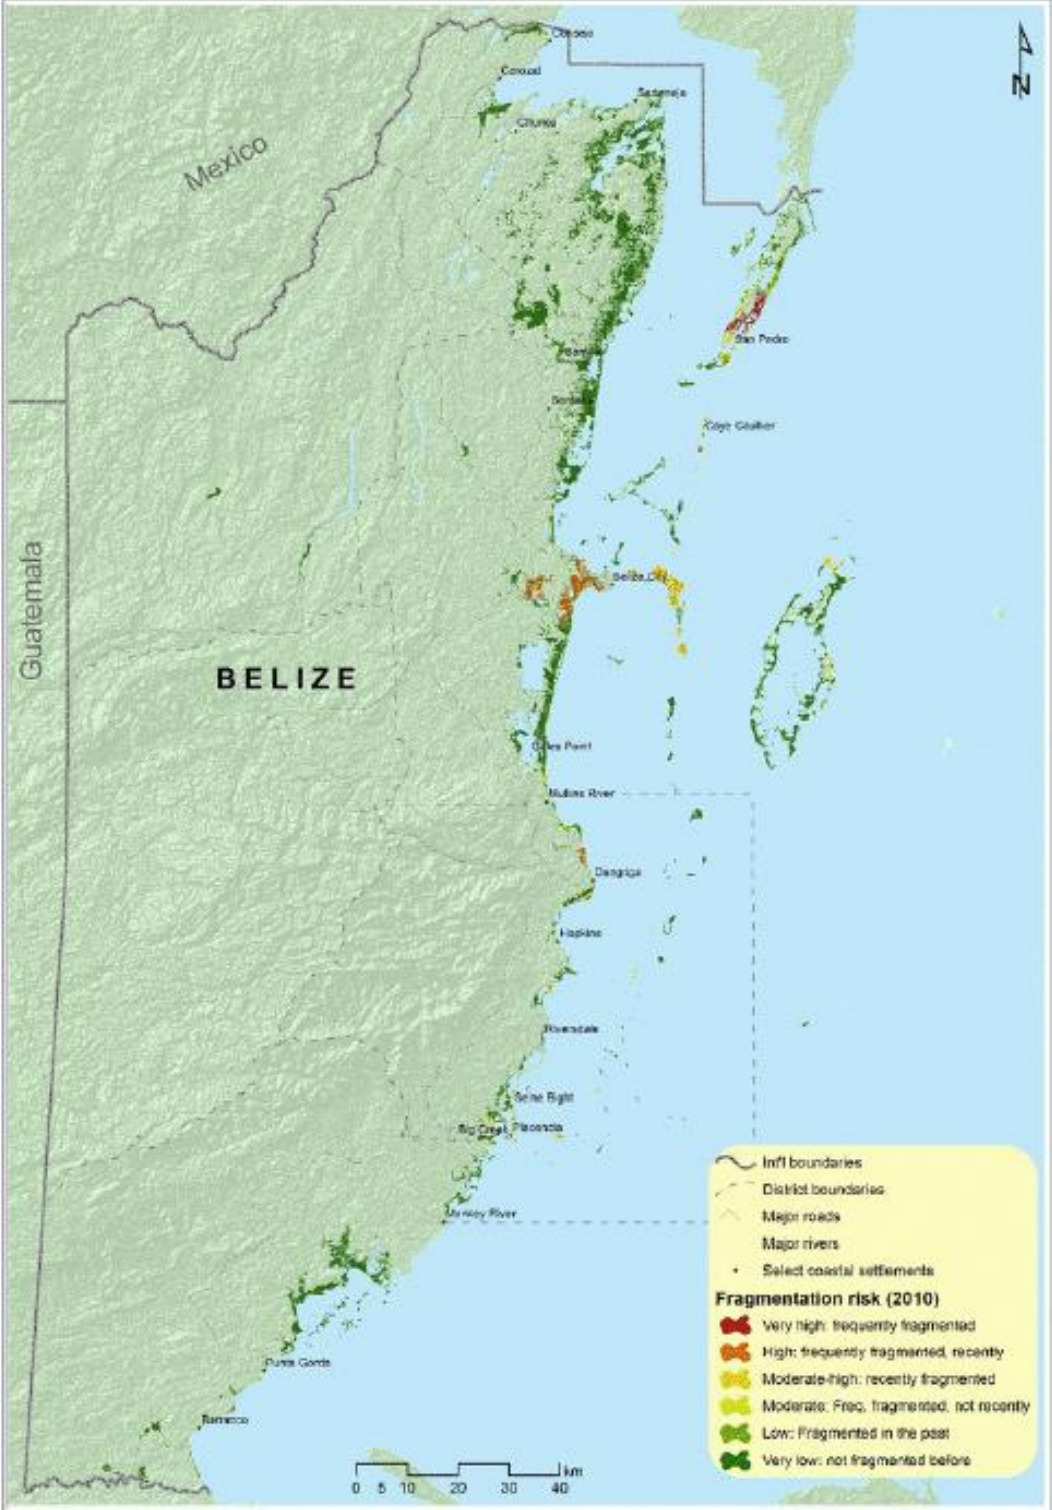 Consejo
Corozal
N
Sarteneja
Chunox
Mexico
San Pedro
Caye Caulker
Belize City
Guatemala
BELIZE
Gales Point
Mullins River
Dangriga
Hopkins
Riversdale
Seine Bight
Big Creek Placencia
Monkey River
Int'l boundaries
District boundaries
Major roads
Major rivers
Select coastal settlements
Fragmentation risk (2010)
Very high: frequently fragmented
High: frequently fragmented, recently
Moderate-high: recently fragmented
Moderate: Freq. fragmented, not recently
Low: Fragmented in the past
Very low: not fragmented before
Punta Gorda
Barranco
km
0 5 10 20 30 40